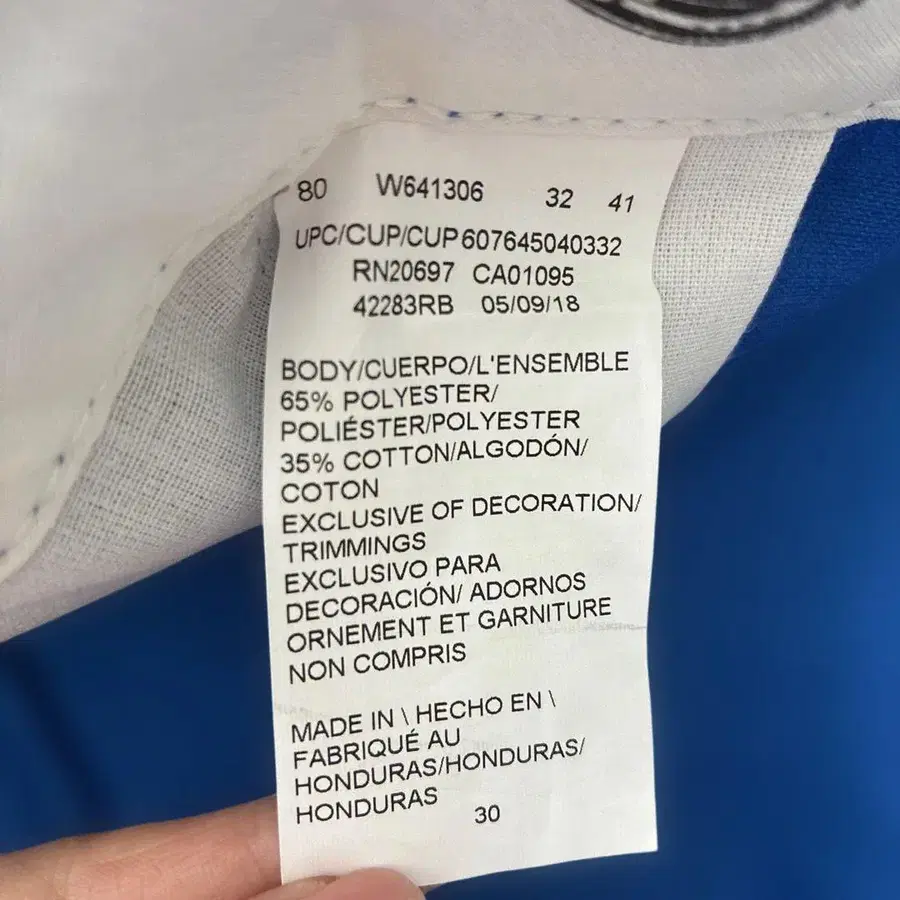 80 W641306 32 41
UPC/CUP/CUP 607645040332
RN20697 CA01095
42283RB 05/09/18
BODY/CUERPO/L'ENSEMBLE
65% POLYESTER/
POLIÉSTER/POLYESTER
35% COTTON/ALGODÓN/
COTON
EXCLUSIVE OF DECORATION/
TRIMMINGS
EXCLUSIVO PARA
DECORACIÓN/ ADORNOS
ORNEMENT ET GARNITURE
NON COMPRIS
MADE IN \ HECHO EN \
FABRIQUÉ AU
HONDURAS/HONDURAS/
HONDURAS
30